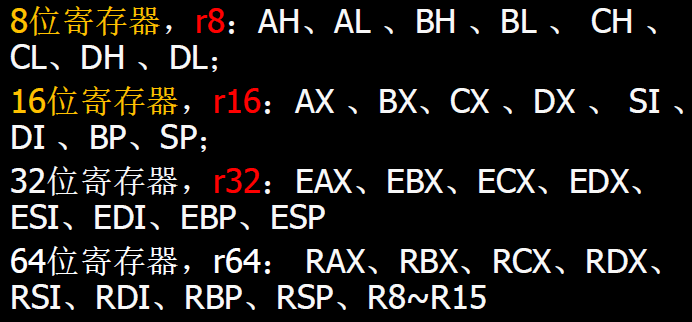 8位寄存器，r8：AH、AL 、BH 、BL 、 CH 、
CL、DH 、DL；
16位寄存器，r16：AX 、BX、CX 、DX 、 SI 、
DI 、BP、SP；
32位寄存器，r32：EAX、EBX、ECX、EDX、
ESI、EDI、EBP、ESP
64位寄存器，r64： RAX、RBX、RCX、RDX、
RSI、RDI、RBP、RSP、R8~R15